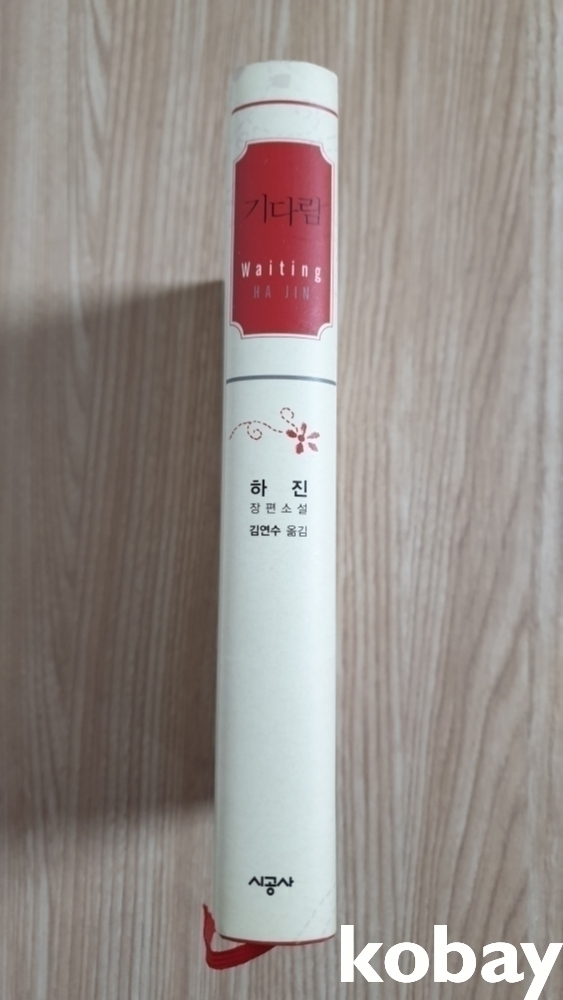 기다림
Waiting
HA JIN
하 진
장편소설
김연수 옮김
시공사
kobay